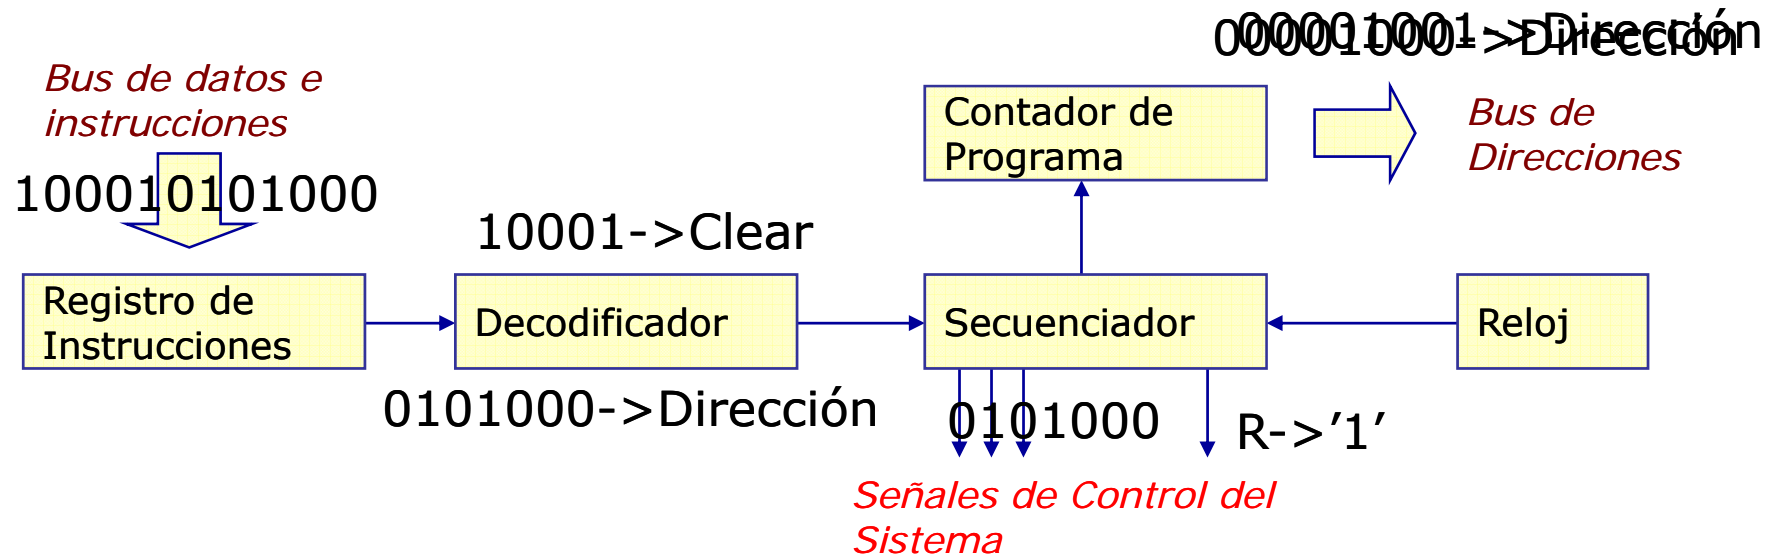 00001001->Dirección
00001000->Dirección
Bus de datos e
instrucciones
Contador de
Programa
Bus de
Direcciones
100010101000
10001->Clear
Registro de
Instrucciones
Decodificador
Secuenciador
Reloj
0101000->Dirección
0101000
R->’1’
Señales de Control del
Sistema